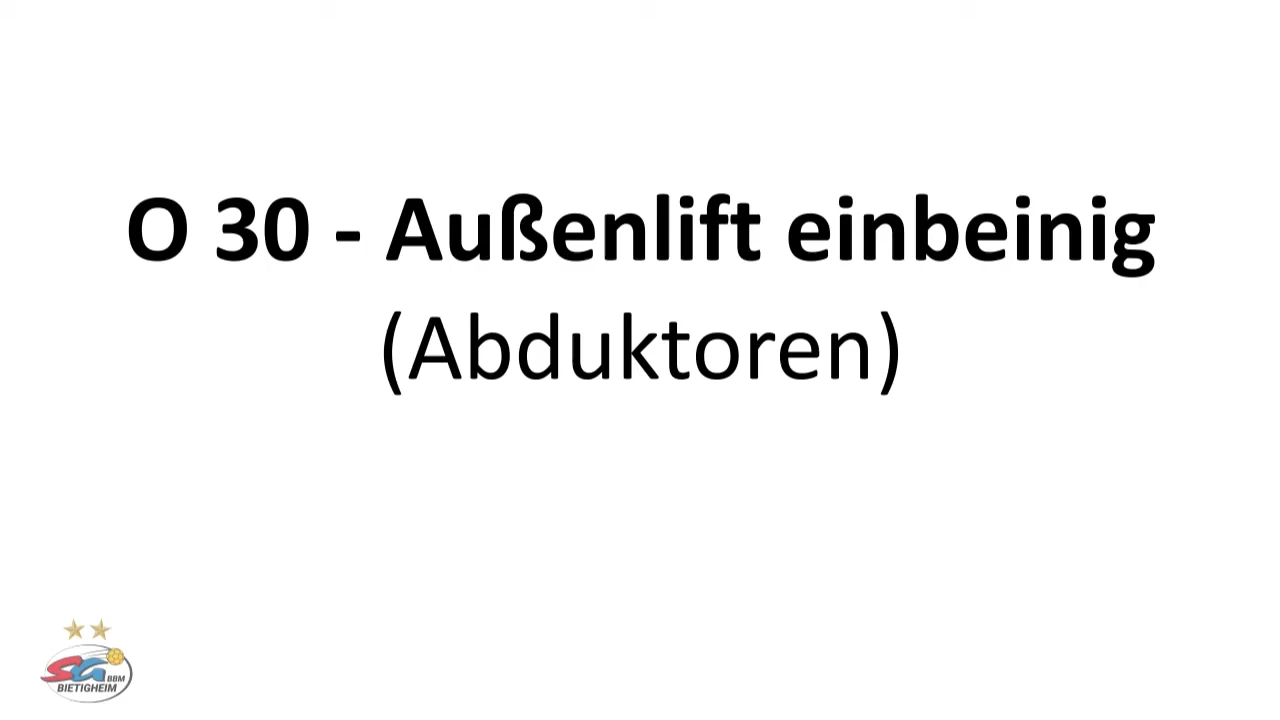 O 30 - Außenlift einbeinig
(Abduktoren)
SG
BBM
BIETIGHEIM